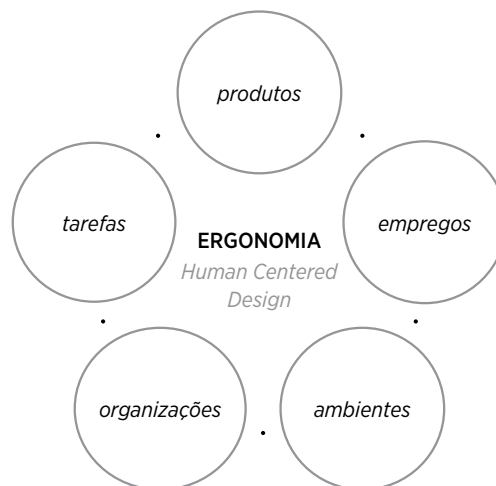 produtos
tarefas
empregos
ERGONOMIA
Human Centered
Design
organizações
ambientes